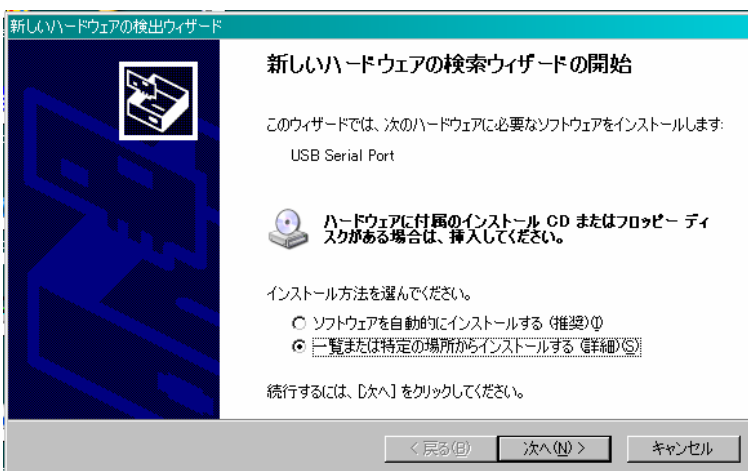 新しいハードウェアの検出ウィザード
新しいハードウェアの検索ウィザードの開始
このウィザードでは、次のハードウェアに必要なソフトウェアをインストールします:
USB Serial Port
ハードウェアに付属のインストール CD またはフロッピー ディ
スクがある場合は、挿入してください。
インストール方法を選んでください。
ソフトウェアを自動的にインストールする (推奨)(I)
一覧または特定の場所からインストールする (詳細)(S)
続行するには、[次へ] をクリックしてください。
< 戻る(B) 次へ(N) > キャンセル